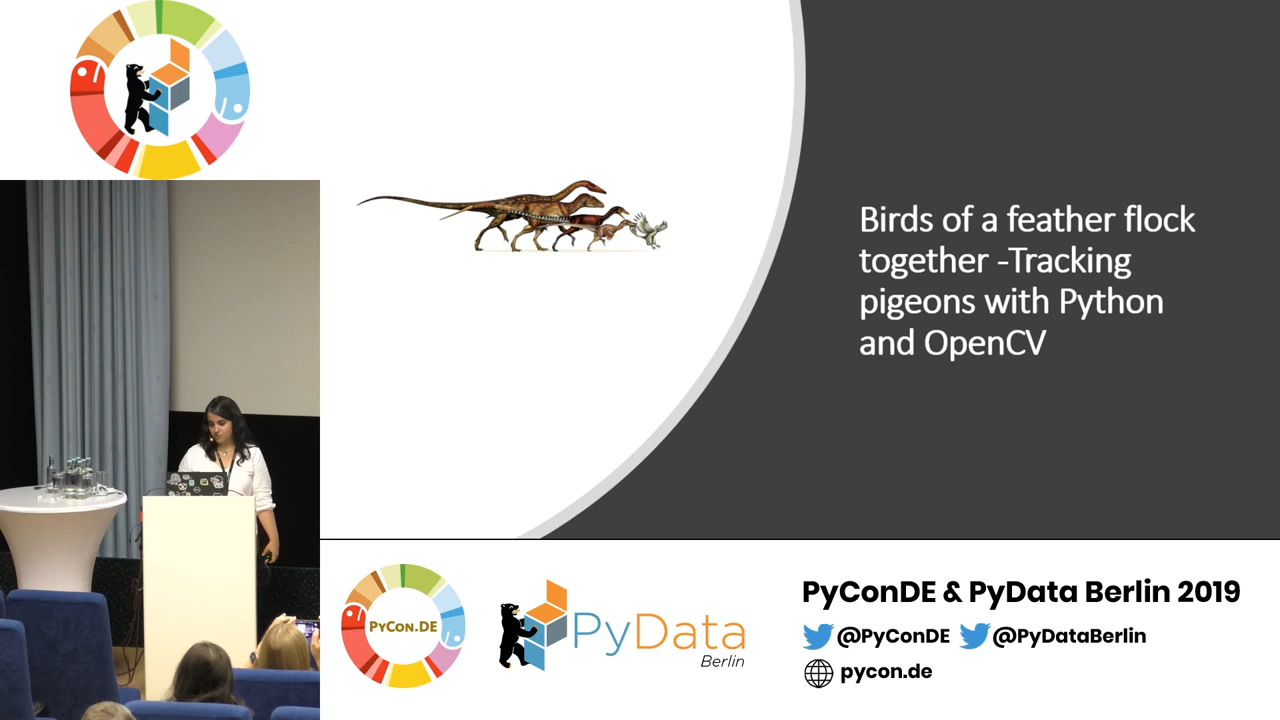 Birds of a feather flock
together -Tracking
pigeons with Python
and OpenCV
PyCon.DE
PyData
Berlin
PyConDE & PyData Berlin 2019
@PyConDE @PyDataBerlin
pycon.de